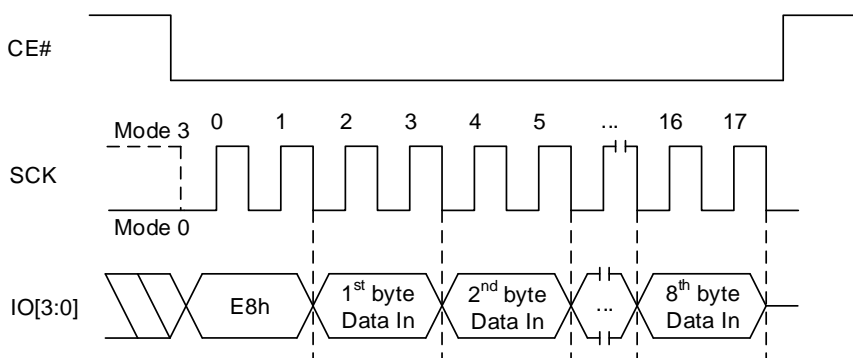 CE#
Mode 3
0 1 2 3 4 5 ... 16 17
SCK
Mode 0
IO[3:0]
E8h
1st byte
Data In
2nd byte
Data In
...
8th byte
Data In